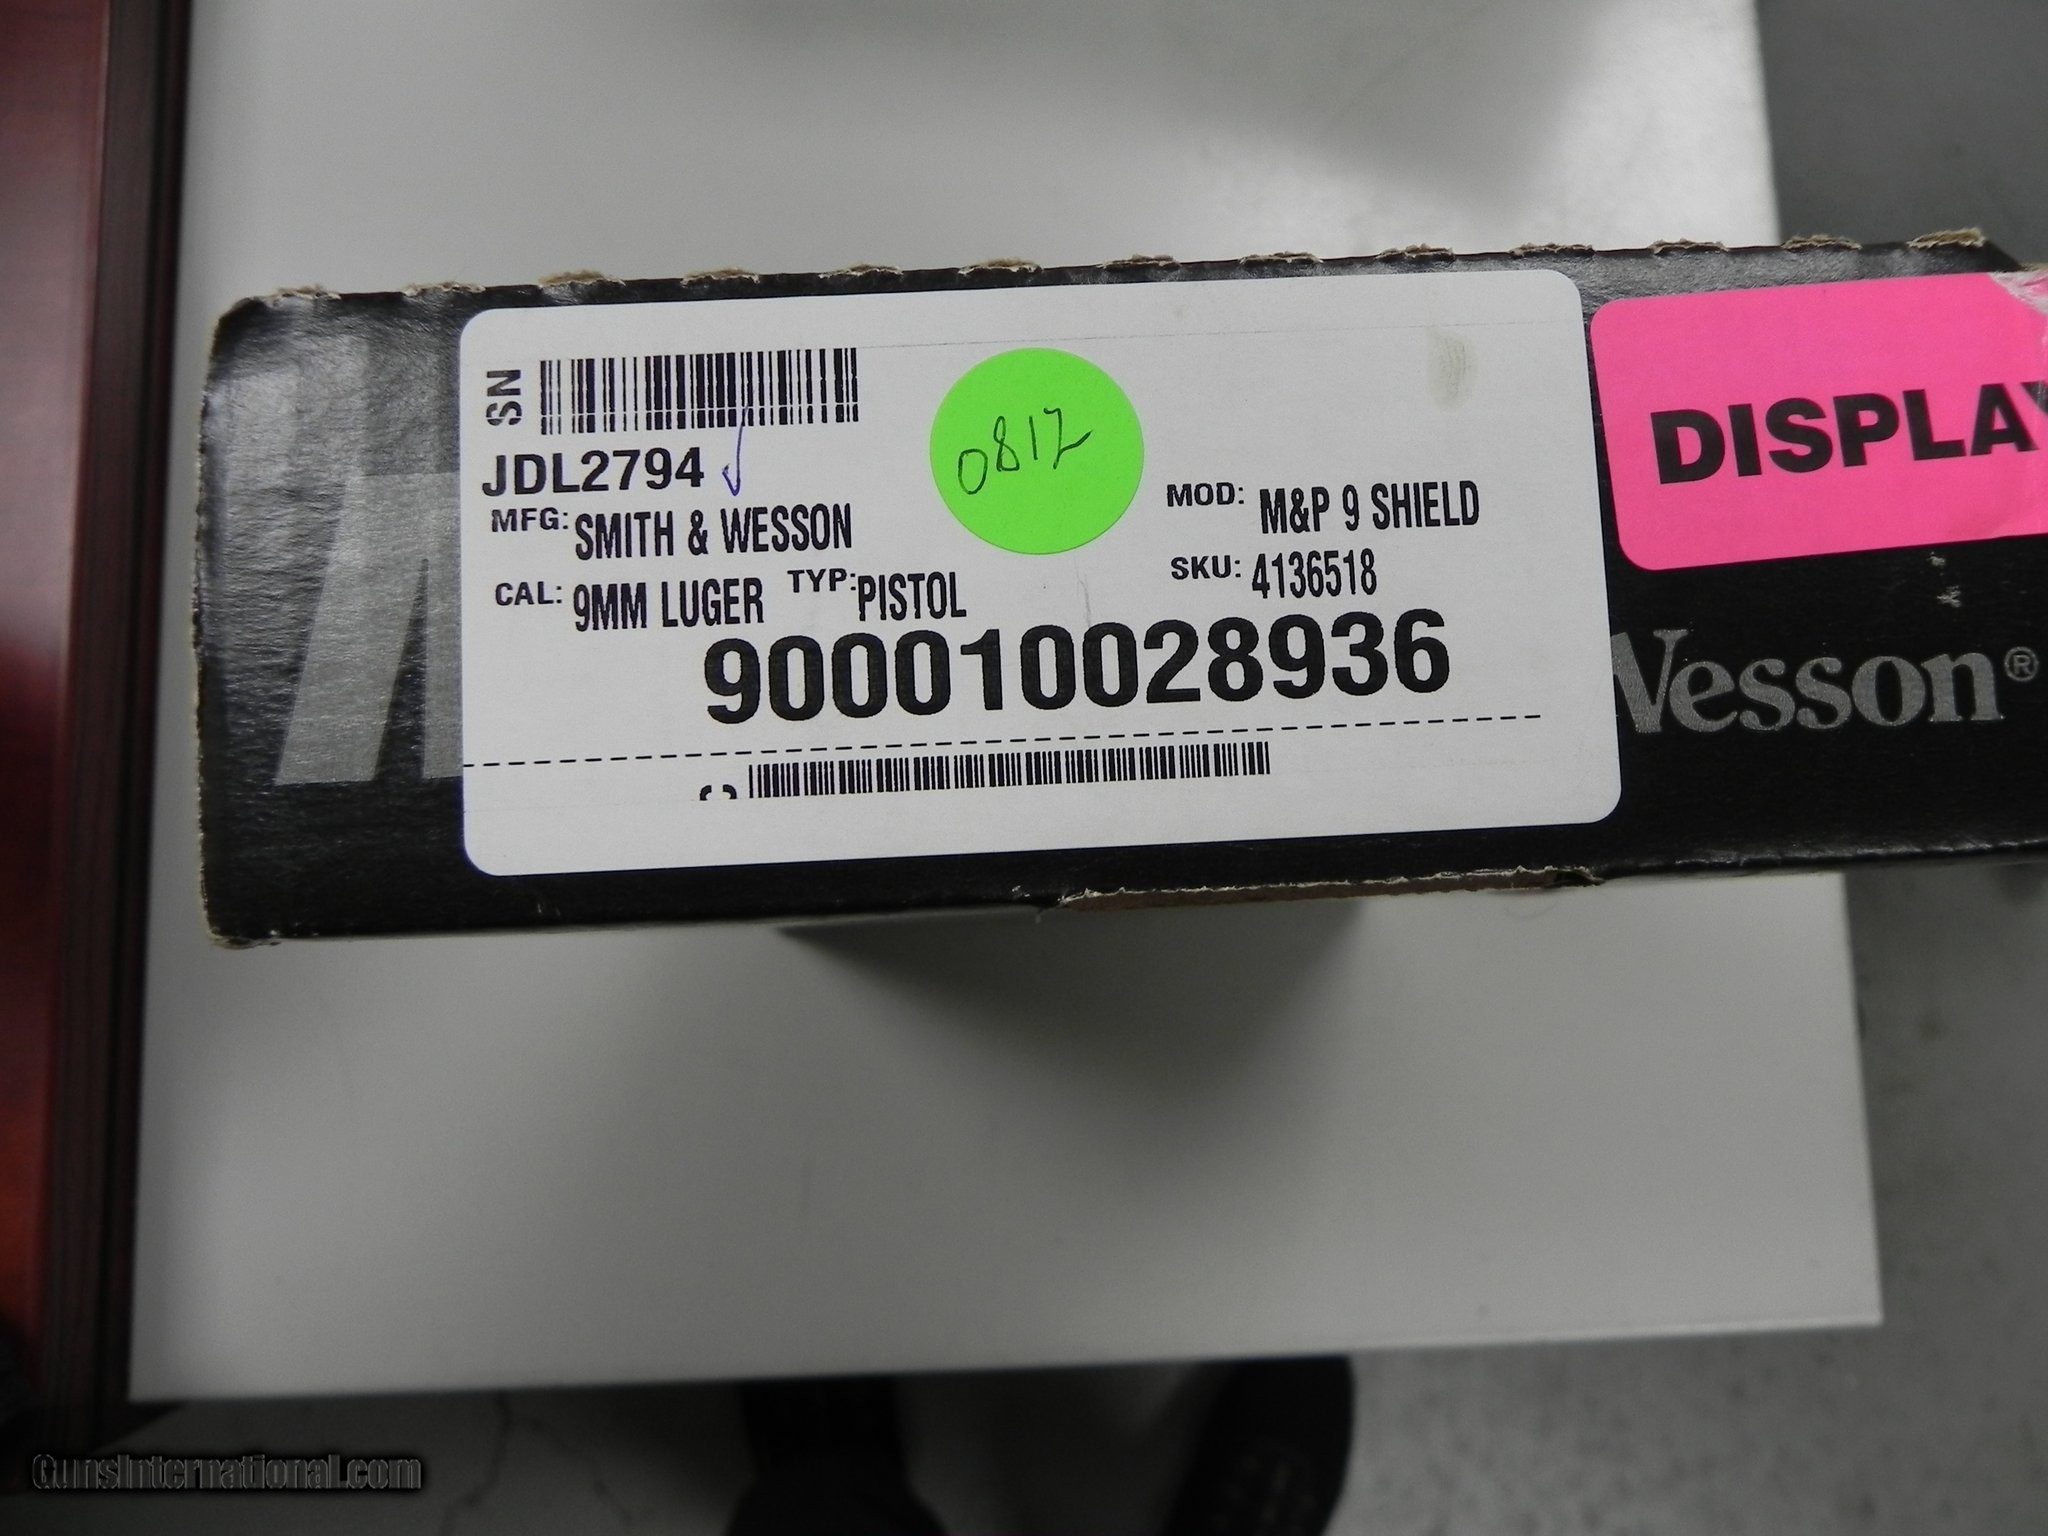 SN
JDL2794
0812
DISPLAY
MFG: SMITH & WESSON
MOD: M&P 9 SHIELD
CAL: 9MM LUGER TYP: PISTOL
SKU: 4136518
900010028936
Wesson®
GunsInternational.com